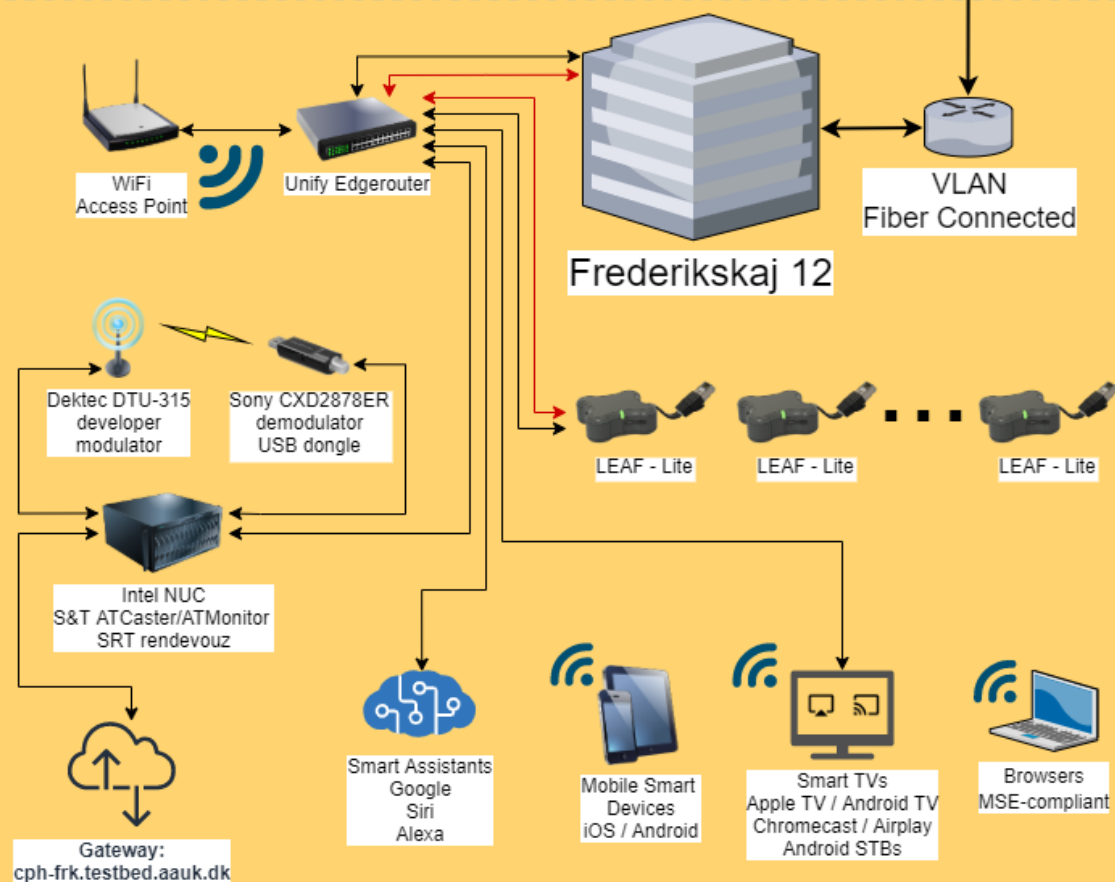 WiFi
Access Point
Unify Edgerouter
VLAN
Fiber Connected
Frederikskaj 12
Dektec DTU-315
developer
modulator
Sony CXD2878ER
demodulator
USB dongle
LEAF - Lite
LEAF - Lite
LEAF - Lite
Intel NUC
S&T ATCaster/ATMonitor
SRT rendevouz
Smart Assistants
Google
Siri
Alexa
Mobile Smart
Devices
iOS / Android
Smart TVs
Apple TV / Android TV
Chromecast / Airplay
Android STBs
Browsers
MSE-compliant
Gateway:
cph-frk.testbed.aauk.dk